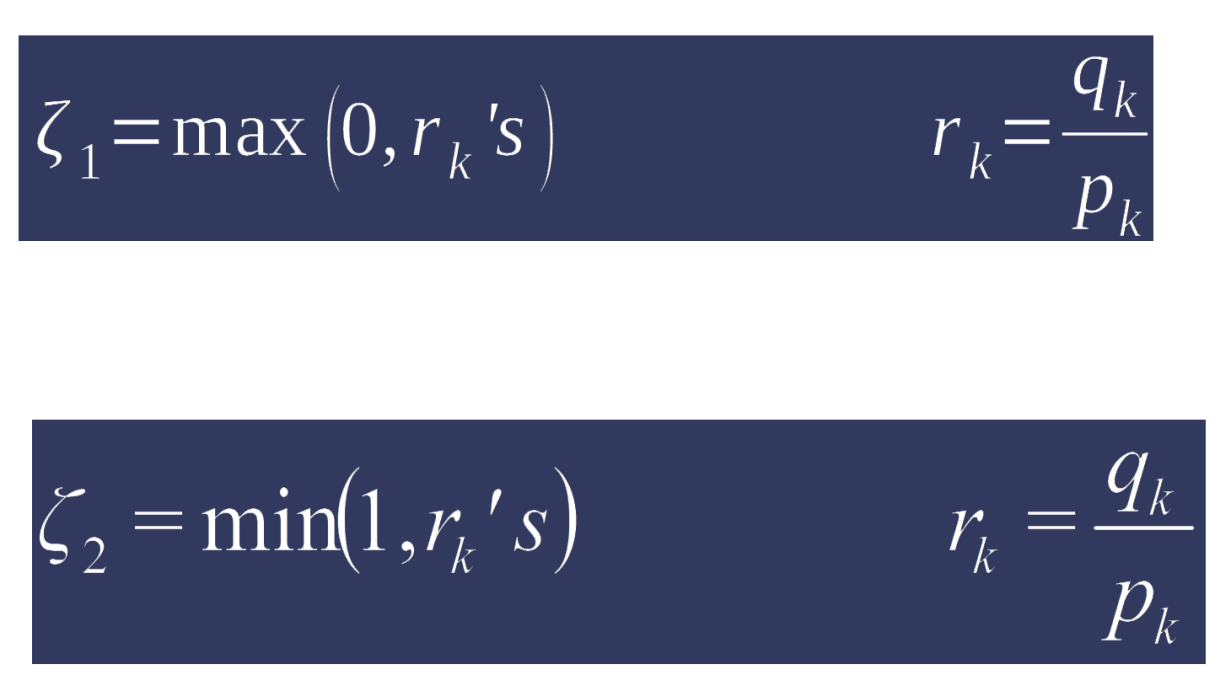 ζ₁ = max (0, rₖ 's)    rₖ = qₖ / pₖ
ζ₂ = min(1, rₖ 's)    rₖ = qₖ / pₖ